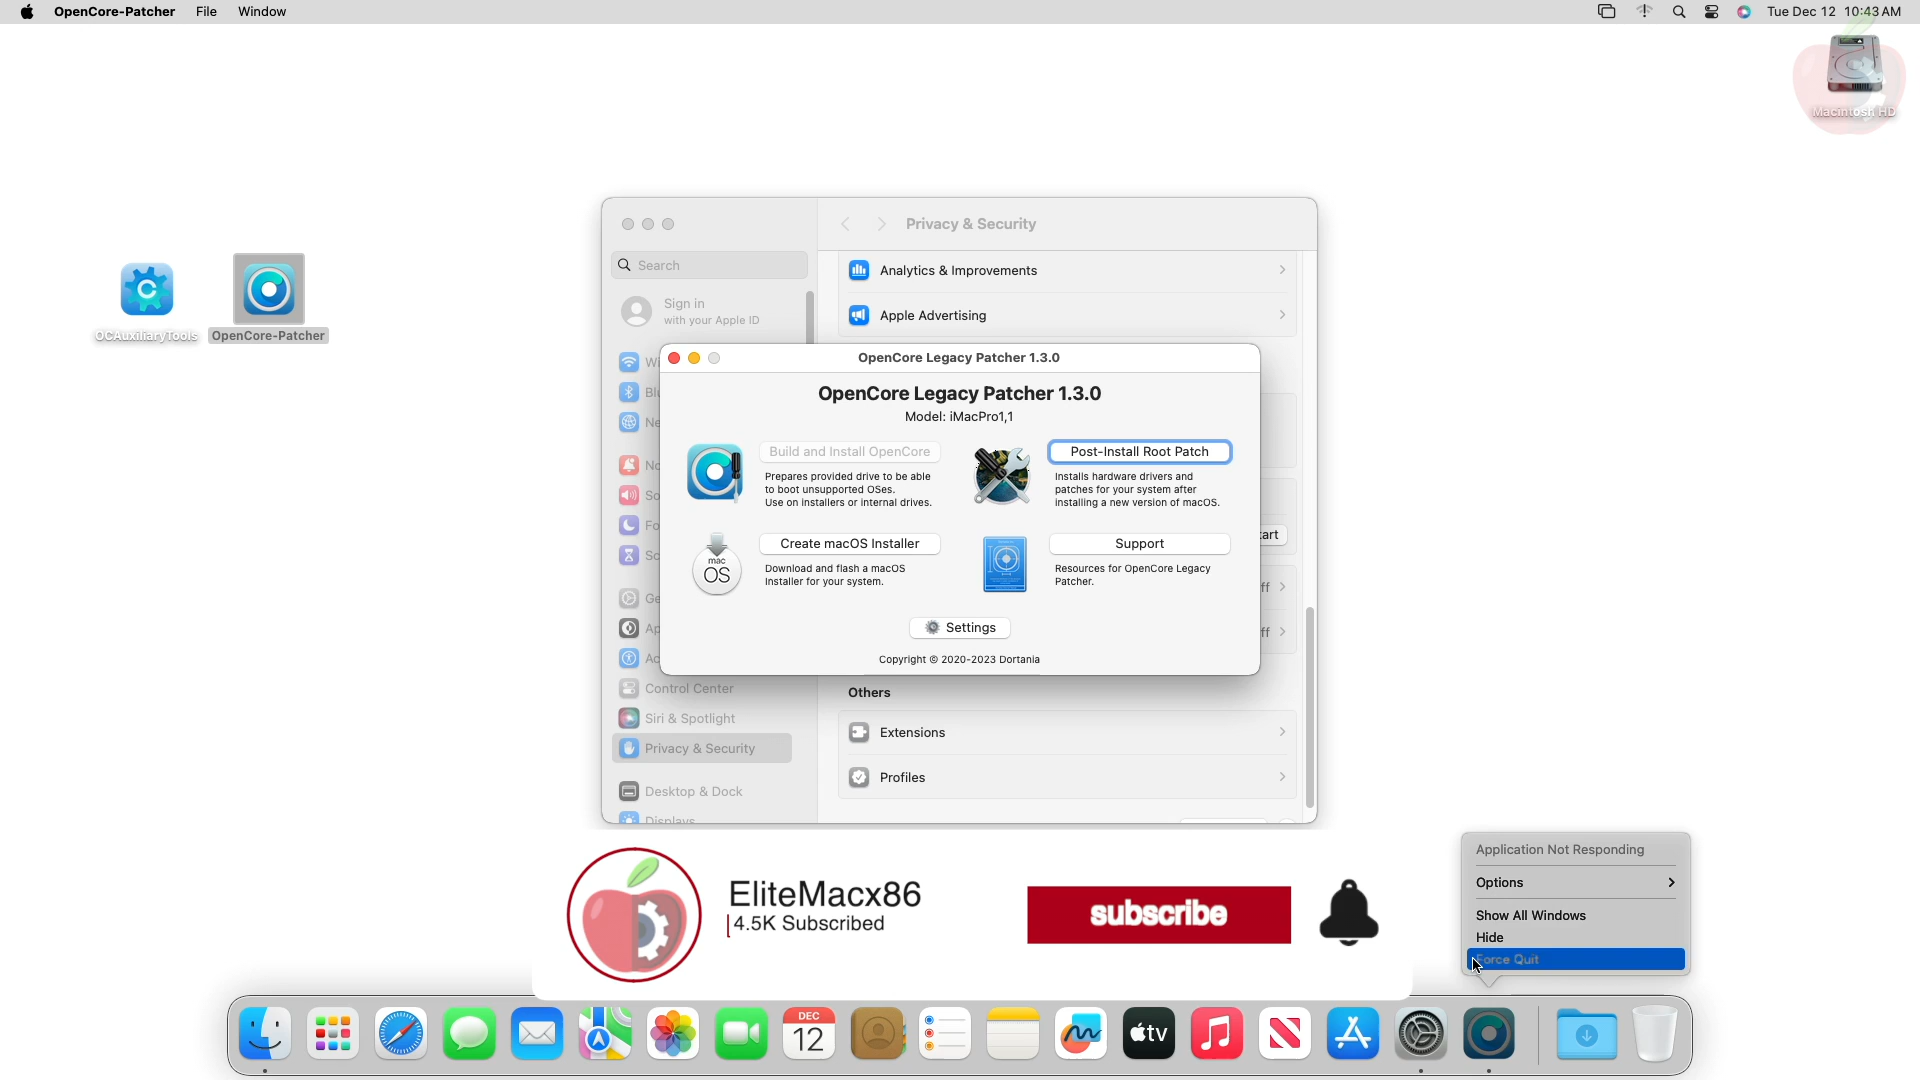 OpenCore-Patcher File Window
Tue Dec 12 10:43 AM
Macintosh HD
OCAuxiliaryTools
OpenCore-Patcher
Privacy & Security
Search
Sign in
with your Apple ID
Analytics & Improvements
Apple Advertising
OpenCore Legacy Patcher 1.3.0
OpenCore Legacy Patcher 1.3.0
Model: iMacPro1,1
Build and Install OpenCore
Prepares provided drive to be able
to boot unsupported OSes.
Use on installers or internal drives.
Post-Install Root Patch
Installs hardware drivers and
patches for your system after
installing a new version of macOS.
mac
OS
Create macOS Installer
Download and flash a macOS
Installer for your system.
Support
Resources for OpenCore Legacy
Patcher.
Settings
Copyright © 2020-2023 Dortania
Control Center
Siri & Spotlight
Privacy & Security
Desktop & Dock
Displays
Others
Extensions
Profiles
EliteMacx86
4.5K Subscribed
subscribe
Application Not Responding
Options
Show All Windows
Hide
Force Quit
DEC
12
tv